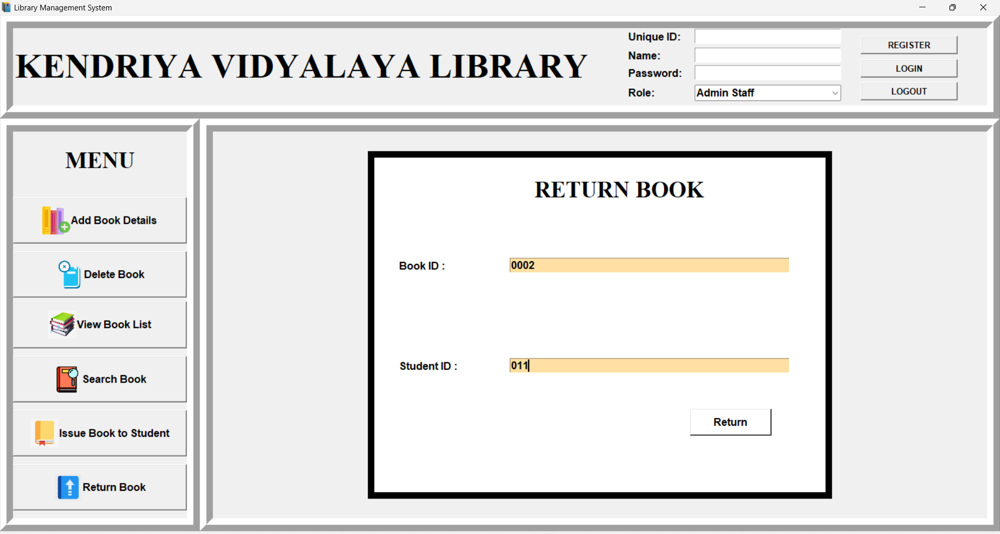 Library Management System
KENDRIYA VIDYALAYA LIBRARY
Unique ID:
Name:
Password:
Role:
Admin Staff
REGISTER
LOGIN
LOGOUT
MENU
Add Book Details
Delete Book
View Book List
Search Book
Issue Book to Student
Return Book
RETURN BOOK
Book ID :
0002
Student ID :
011
Return